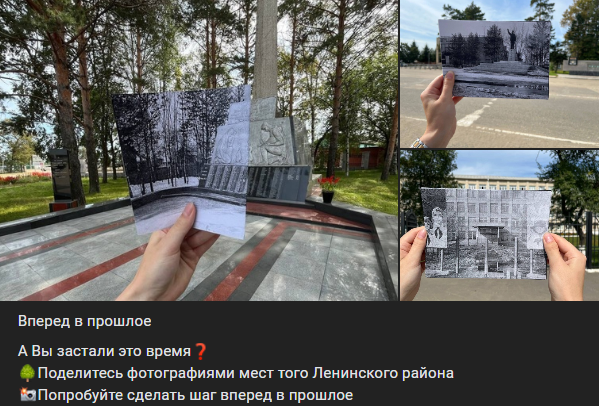 Вперед в прошлое
А Вы застали это время❓
🌳Поделитесь фотографиями мест того Ленинского района
📸Попробуйте сделать шаг вперед в прошлое